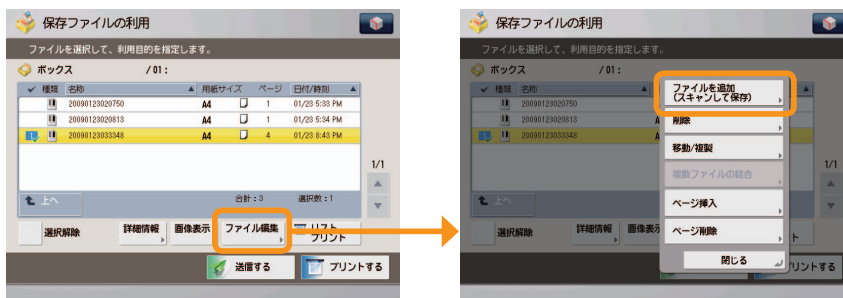 保存ファイルの利用
ファイルを選択して、利用目的を指定します。
ボックス /01:
種類 名称 用紙サイズ ページ 日付/時刻
20090123020750 A4 1 01/23 5:33 PM
20090123020813 A4 1 01/23 5:34 PM
1 20090123033348 A4 4 01/23 8:43 PM
1/1
上へ 合計:3 選択数:1
選択解除 詳細情報 画像表示 ファイル編集 リスト
プリント
送信する プリントする
保存ファイルの利用
ファイルを選択して、利用目的を指定します。
ボックス /01:
種類 名称
20090123020750
20090123020813
20090123033348
1/1
上へ
選択解除 詳細情報 画像表示
ファイルを追加
(スキャンして保存)
削除
移動/複製
複数ファイルの結合
ページ挿入
ページ削除
閉じる
プリントする